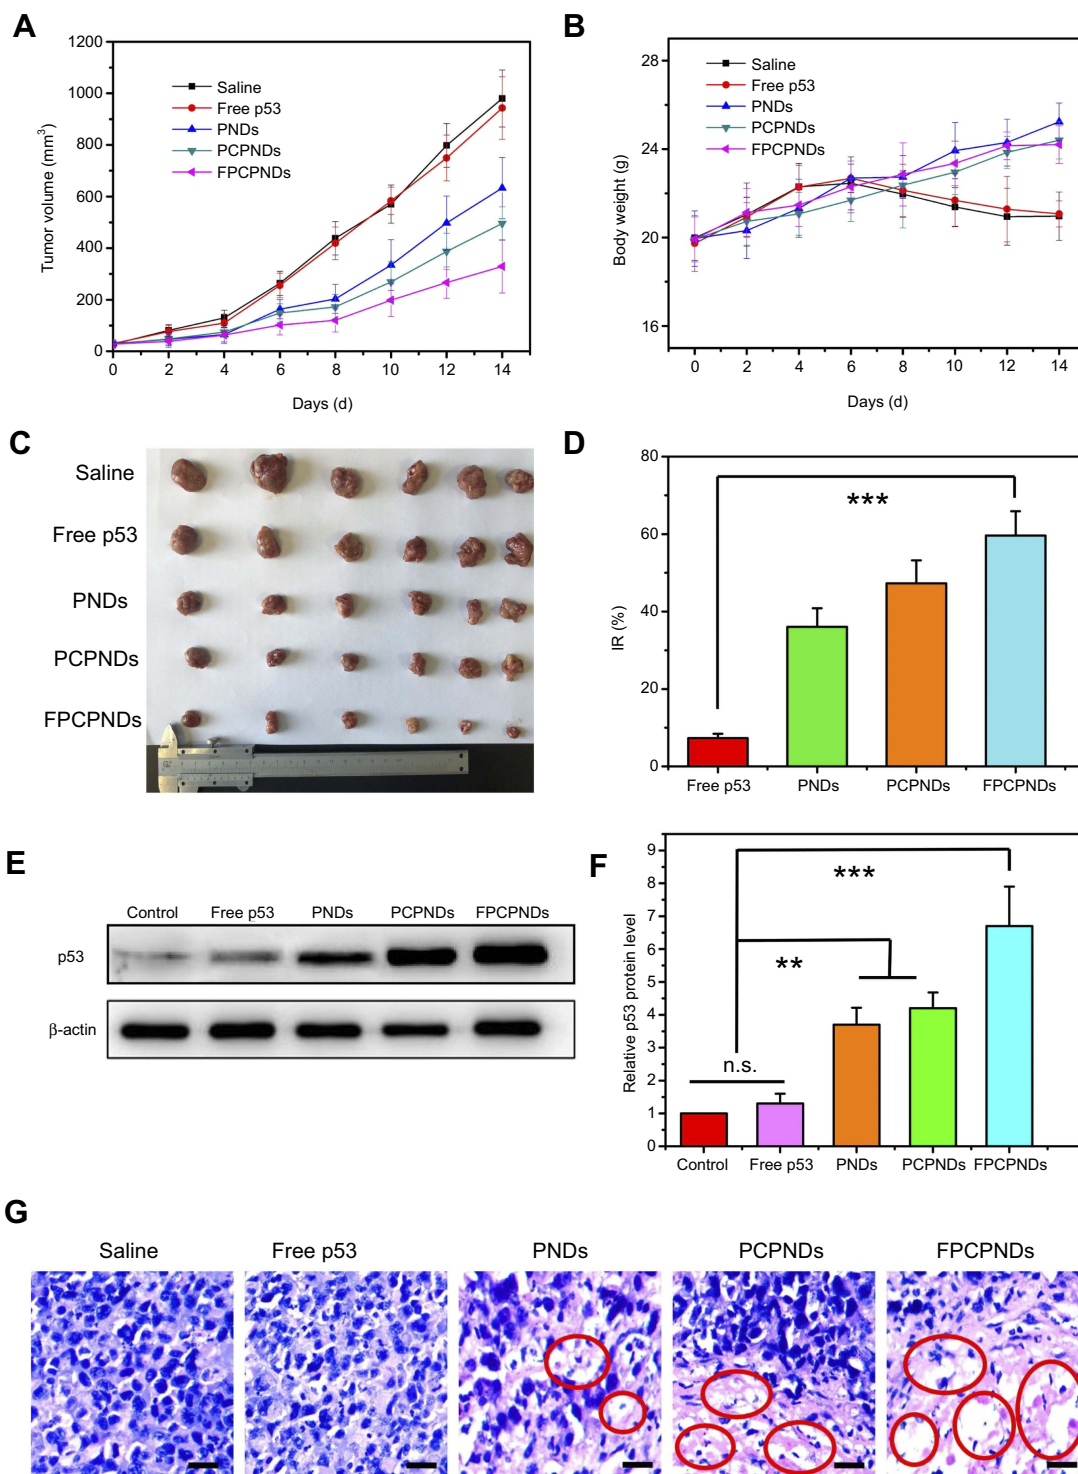 A
1200
1000
800
600
400
200
0
Tumor volume (mm³)
Saline
Free p53
PNDs
PCPNDs
FPCPNDs
0 2 4 6 8 10 12 14
Days (d)
B
28
24
20
16
Body weight (g)
Saline
Free p53
PNDs
PCPNDs
FPCPNDs
0 2 4 6 8 10 12 14
Days (d)
C
Saline
Free p53
PNDs
PCPNDs
FPCPNDs
D
80
60
40
20
0
IR (%)
***
Free p53 PNDs PCPNDs FPCPNDs
E
Control Free p53 PNDs PCPNDs FPCPNDs
p53
β-actin
F
9
8
7
6
5
4
3
2
1
0
Relative p53 protein level
***
**
n.s.
Control Free p53 PNDs PCPNDs FPCPNDs
G
Saline Free p53 PNDs PCPNDs FPCPNDs